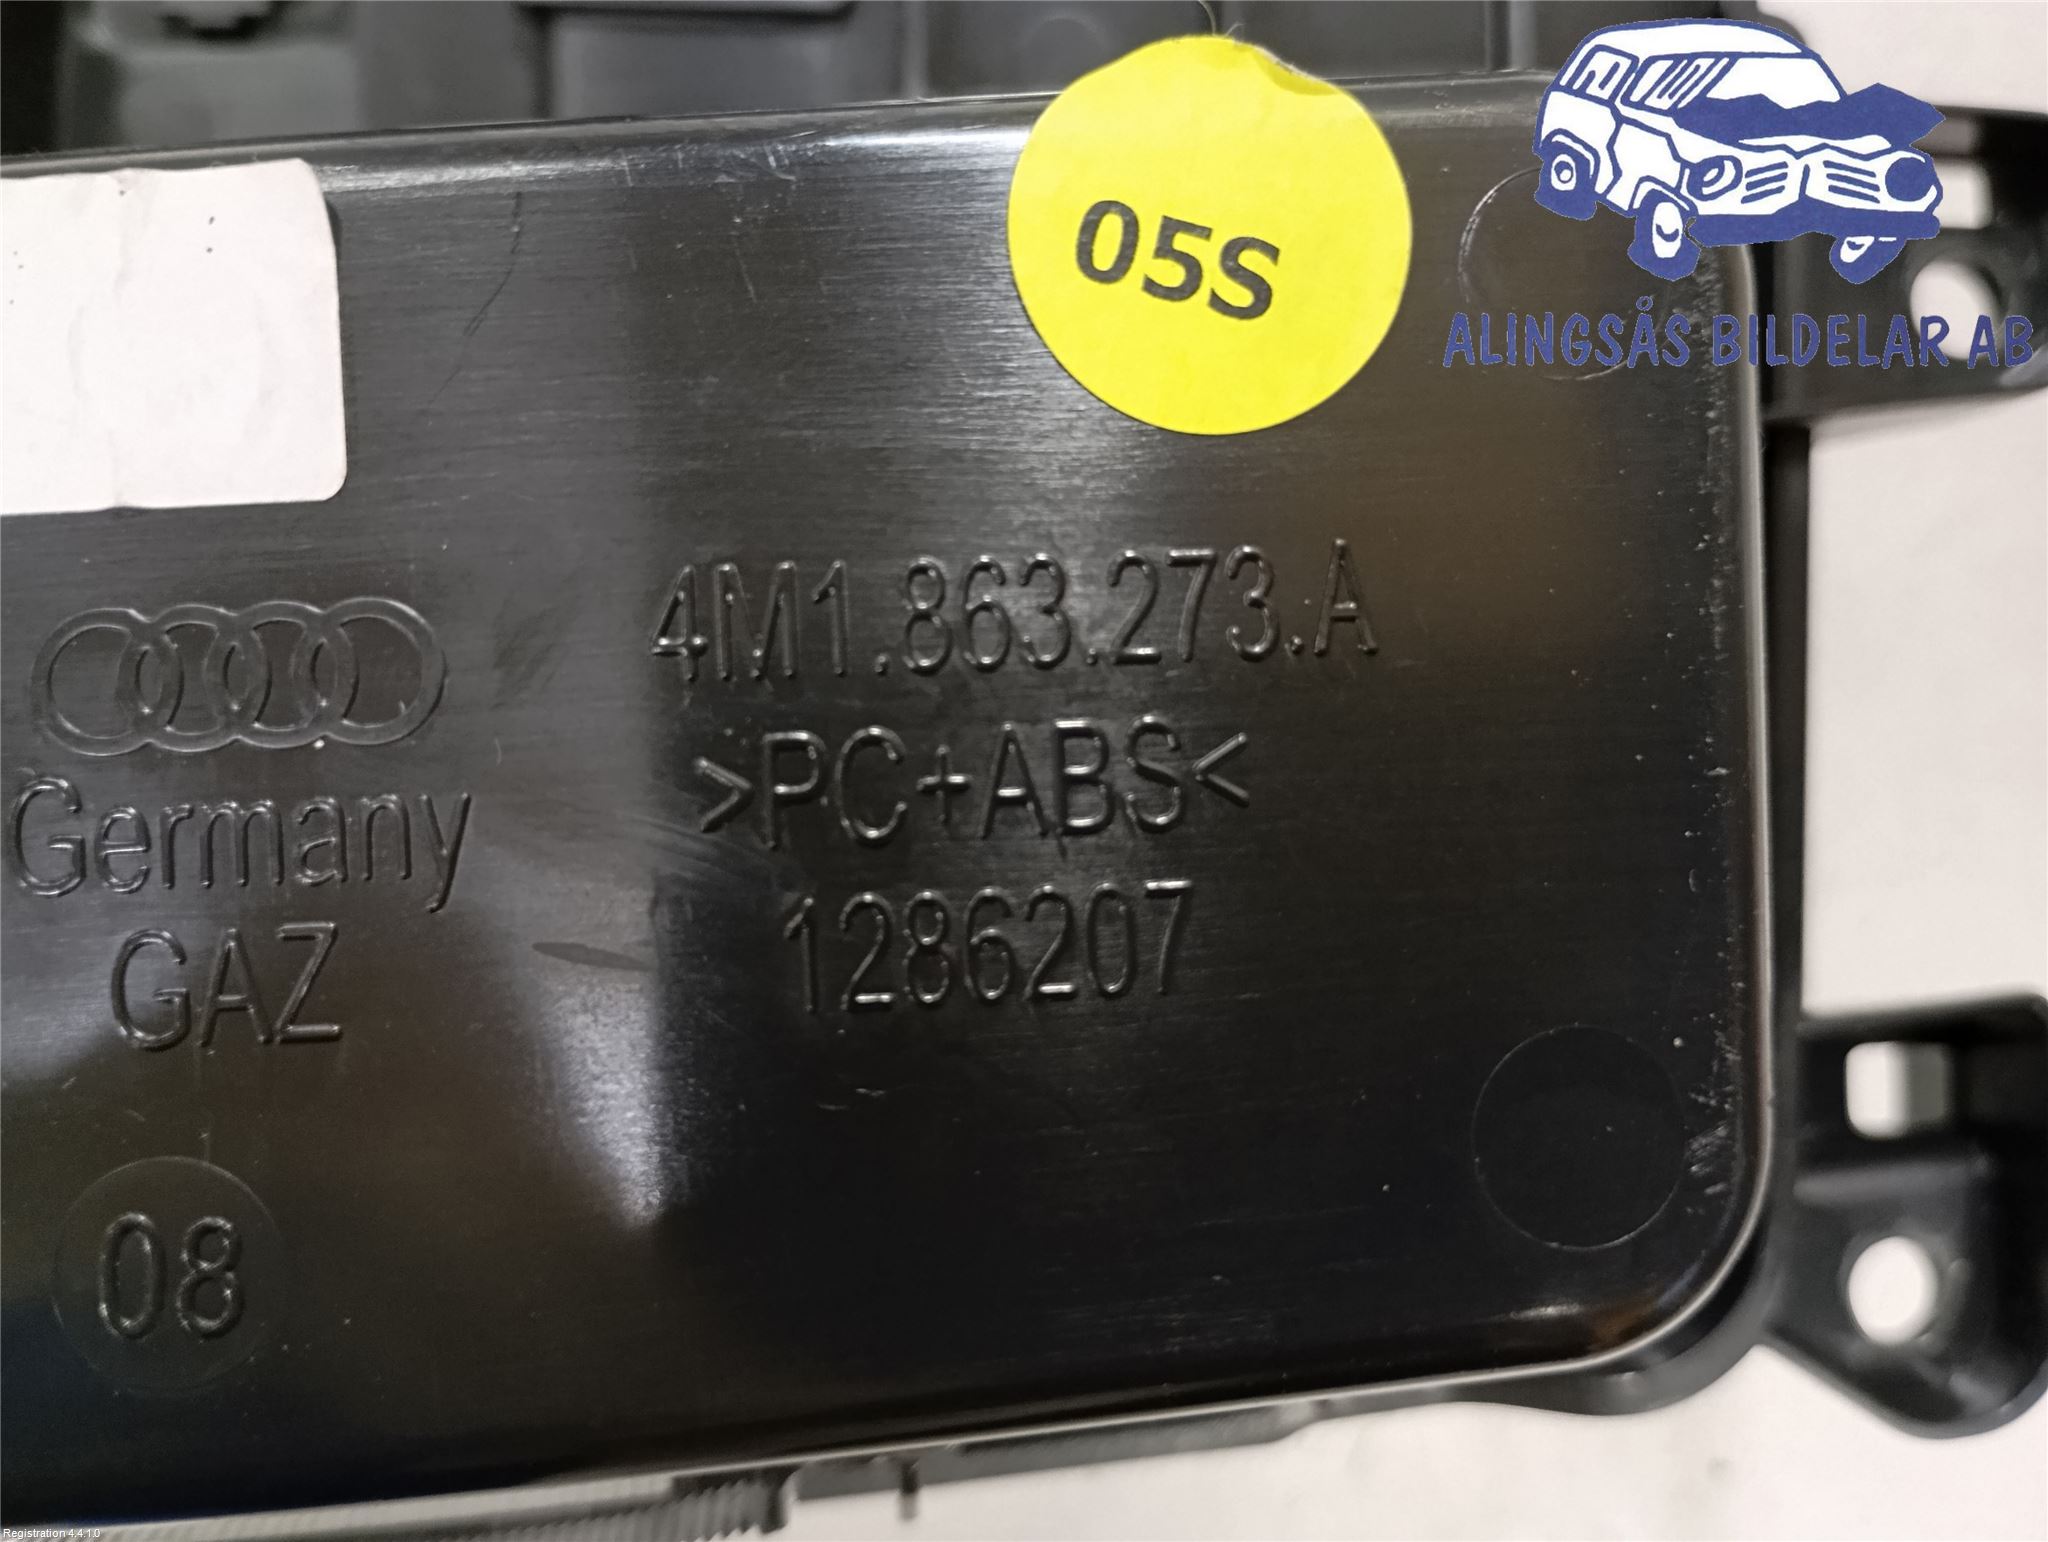 05S
ALINGSÅS BILDELAR AB
4M1.863.273.A
>PC+ABS<
1286207
Germany
GAZ
08
Registration 4.4.1.0